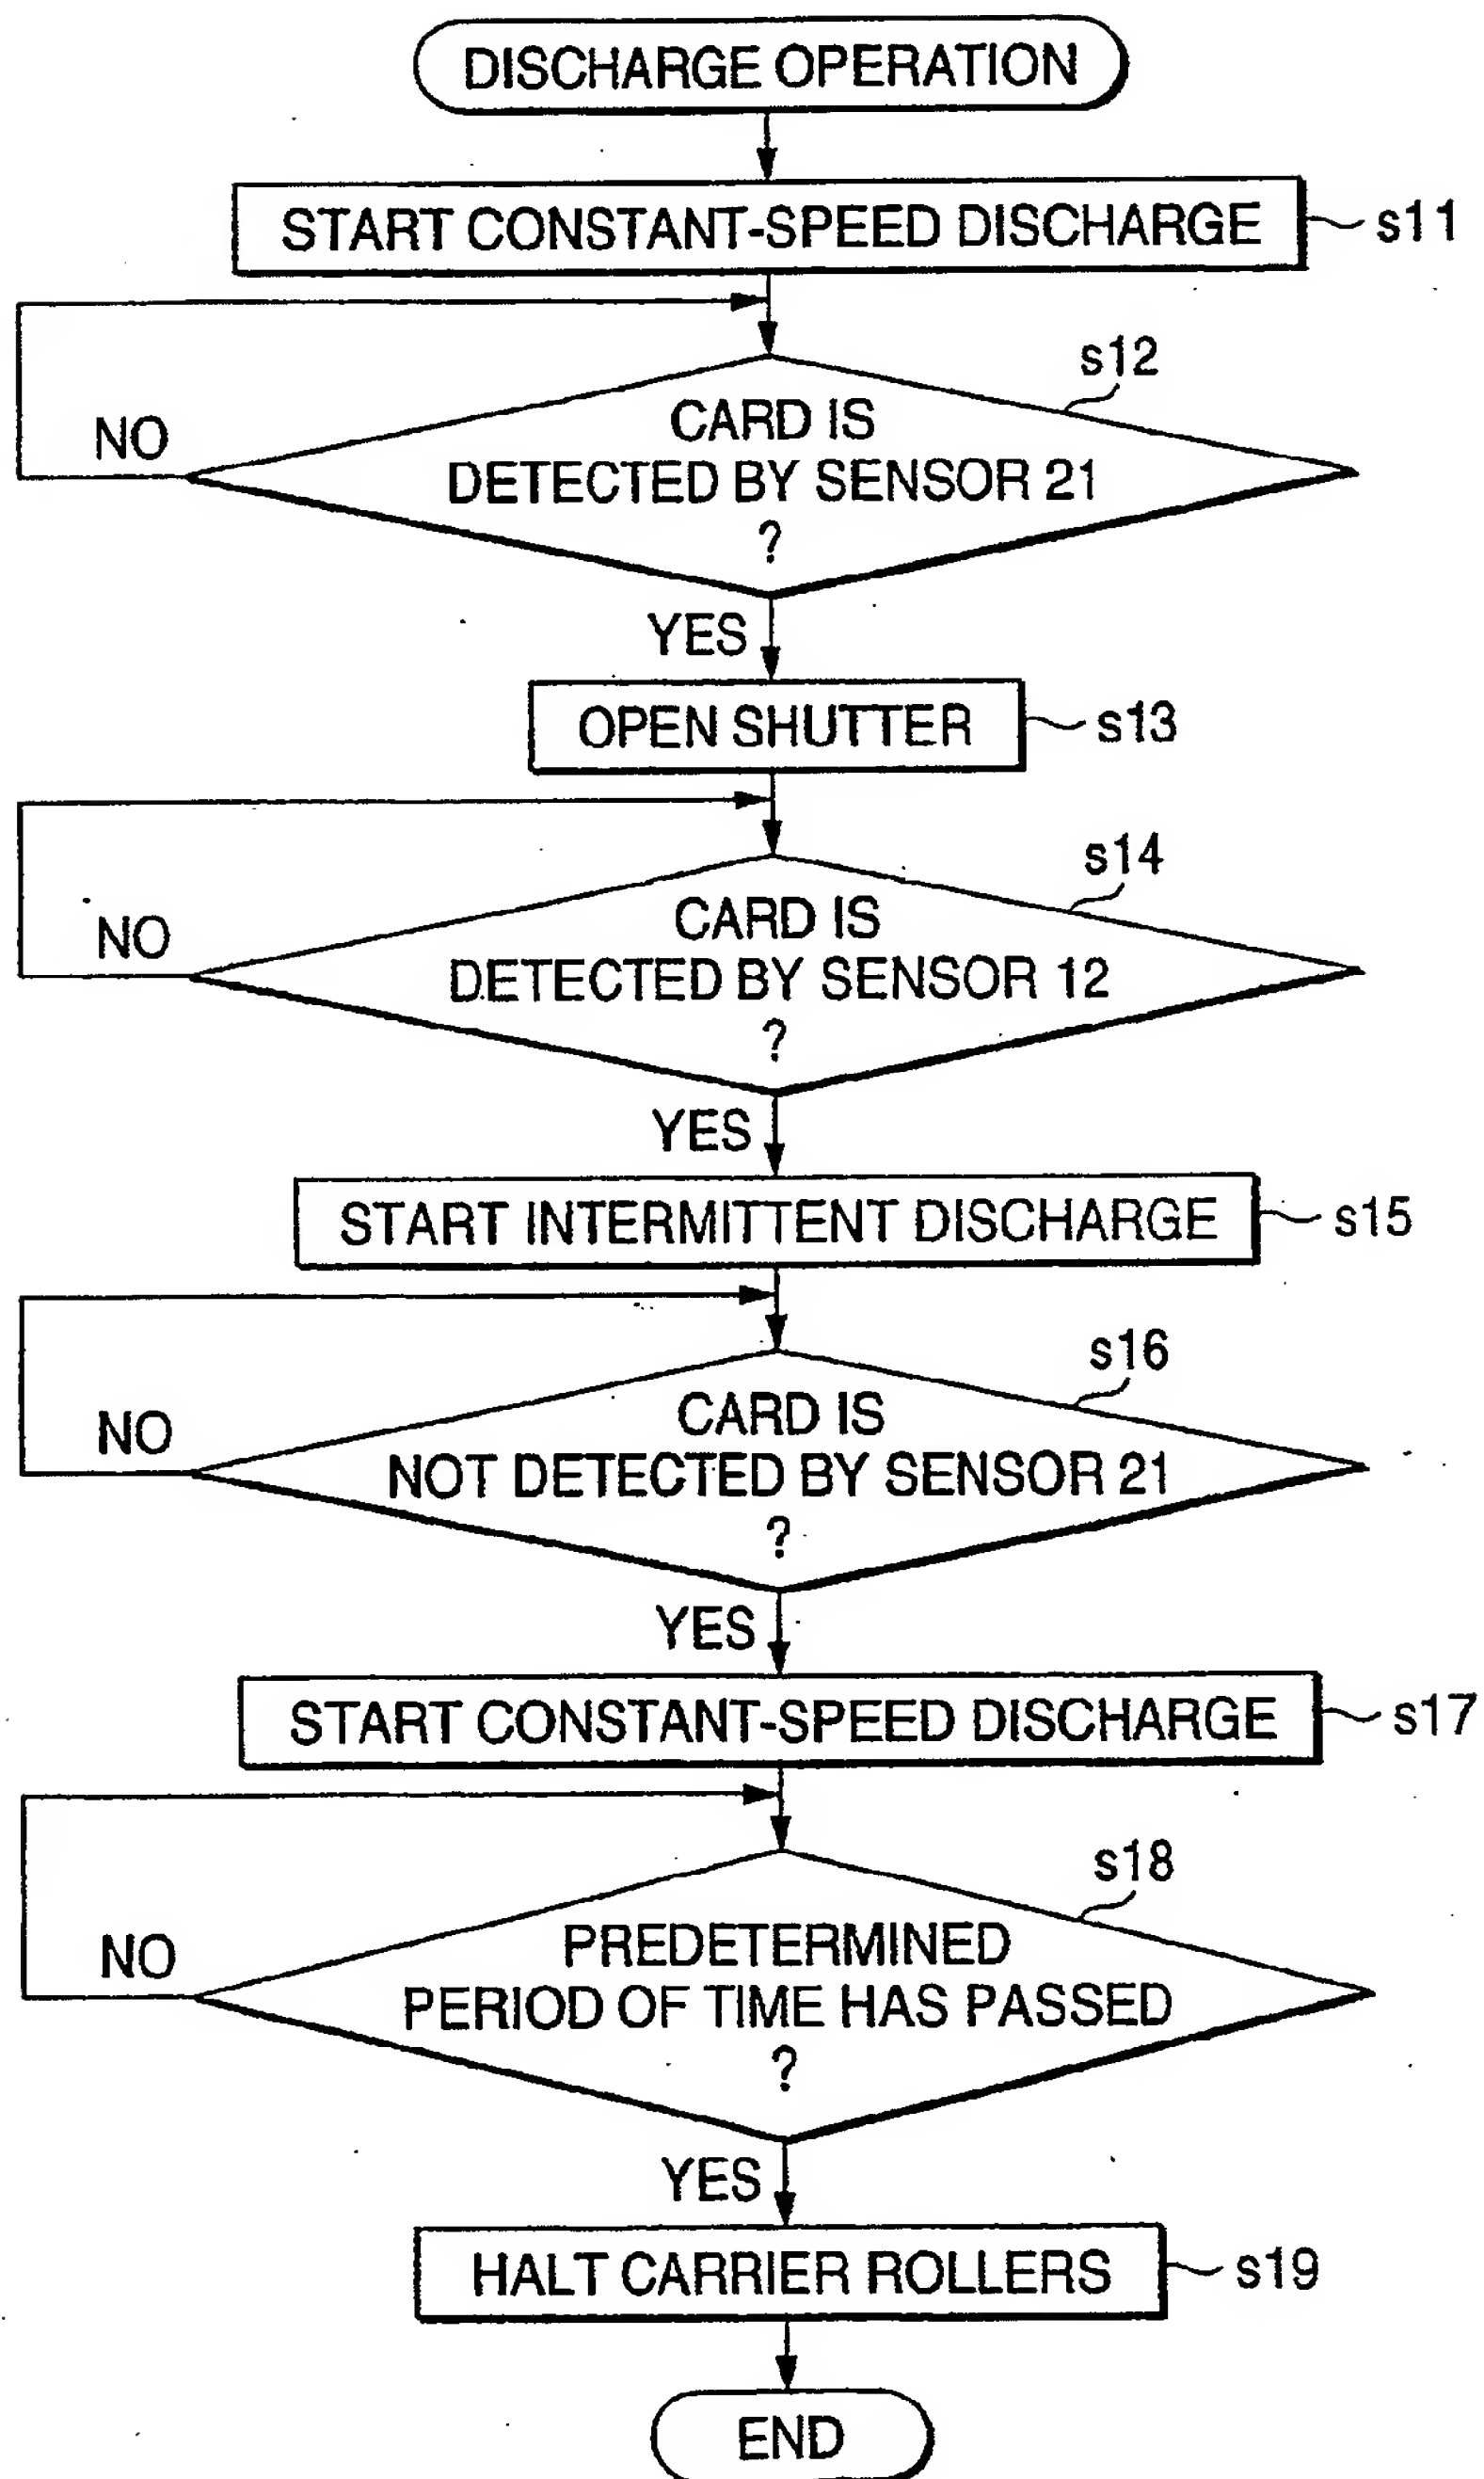 DISCHARGE OPERATION
START CONSTANT-SPEED DISCHARGE
s11
s12
CARD IS
DETECTED BY SENSOR 21
?
NO
YES
OPEN SHUTTER
s13
s14
CARD IS
DETECTED BY SENSOR 12
?
NO
YES
START INTERMITTENT DISCHARGE
s15
s16
CARD IS
NOT DETECTED BY SENSOR 21
?
NO
YES
START CONSTANT-SPEED DISCHARGE
s17
s18
PREDETERMINED
PERIOD OF TIME HAS PASSED
?
NO
YES
HALT CARRIER ROLLERS
s19
END